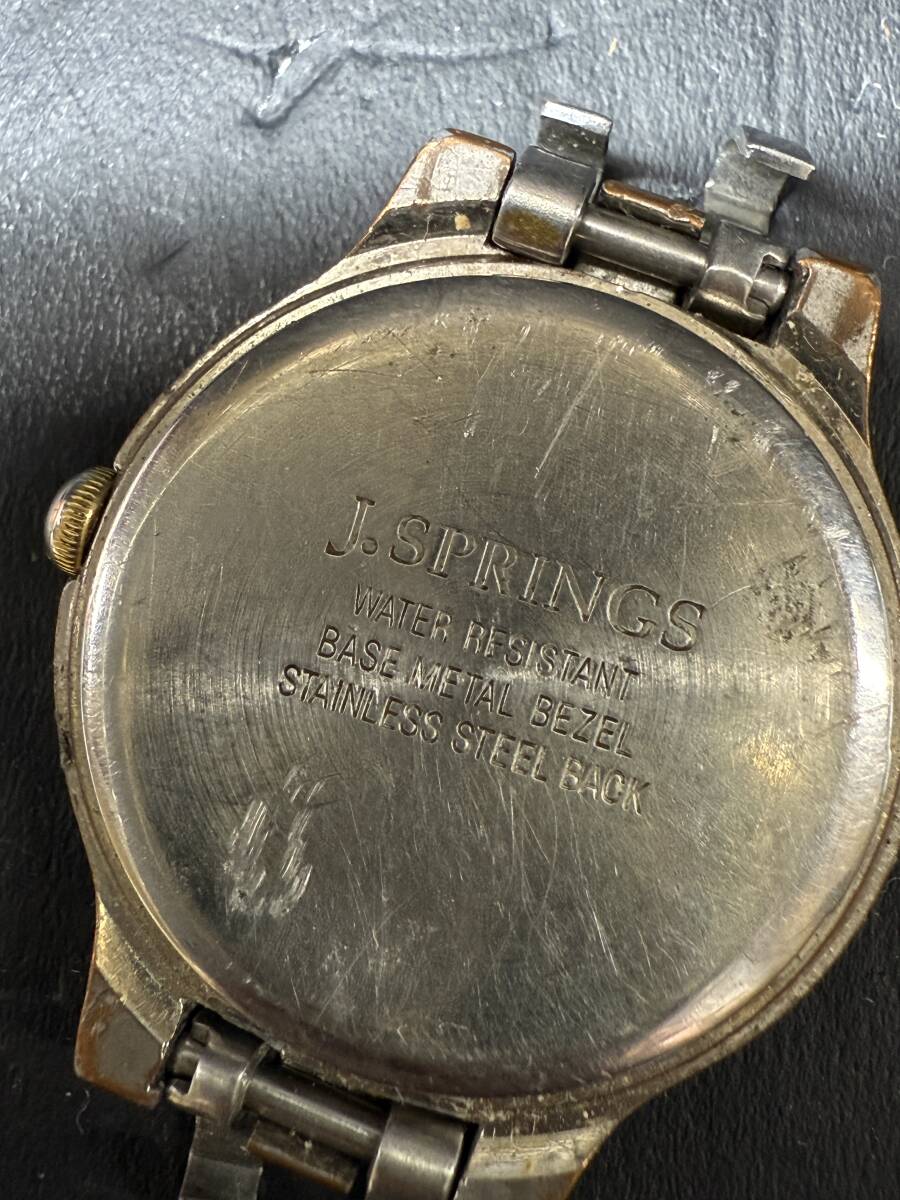 J. SPRINGS
WATER RESISTANT
BASE METAL BEZEL
STAINLESS STEEL BACK